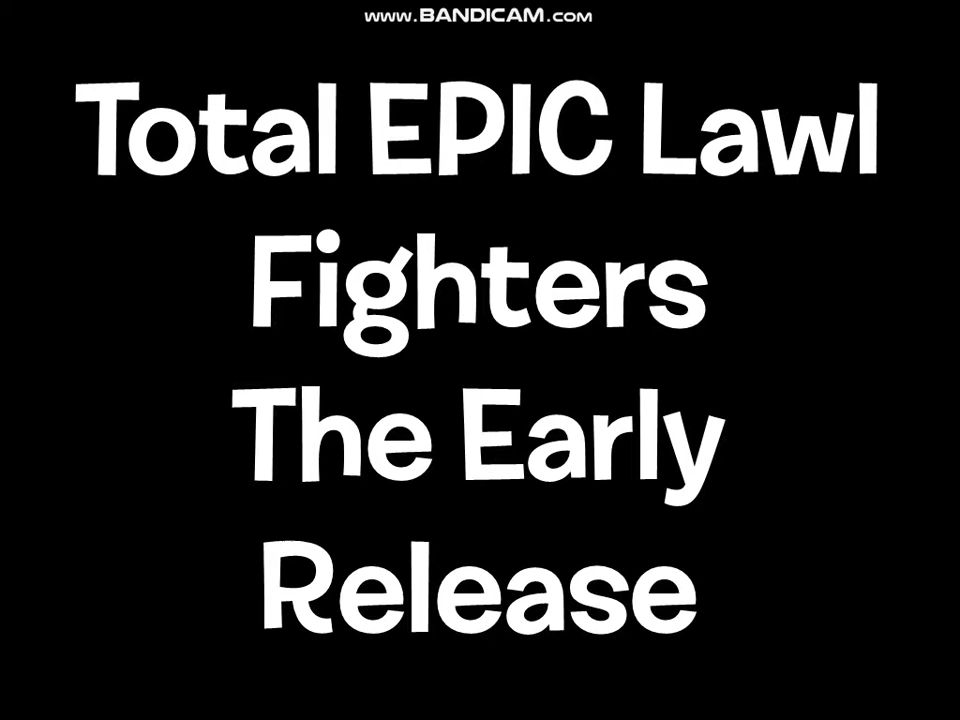 www.BANDICAM.com
Total EPIC Lawl
Fighters
The Early
Release